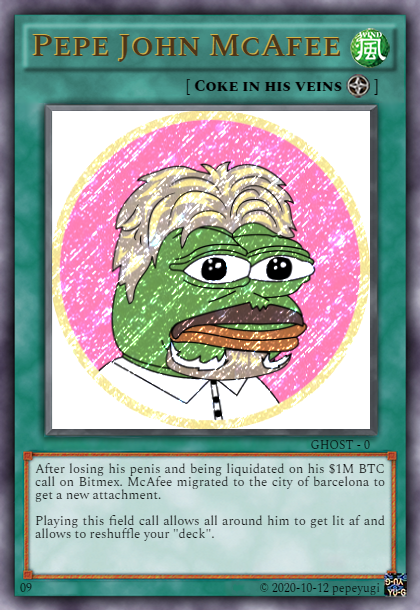 PEPE JOHN MCAFEE
WIND
風
[ COKE IN HIS VEINS ]
GHOST - 0
After losing his penis and being liquidated on his $1M BTC
call on Bitmex. McAfee migrated to the city of barcelona to
get a new attachment.
Playing this field call allows all around him to get lit af and
allows to reshuffle your "deck".
09
© 2020-10-12 pepeyugi